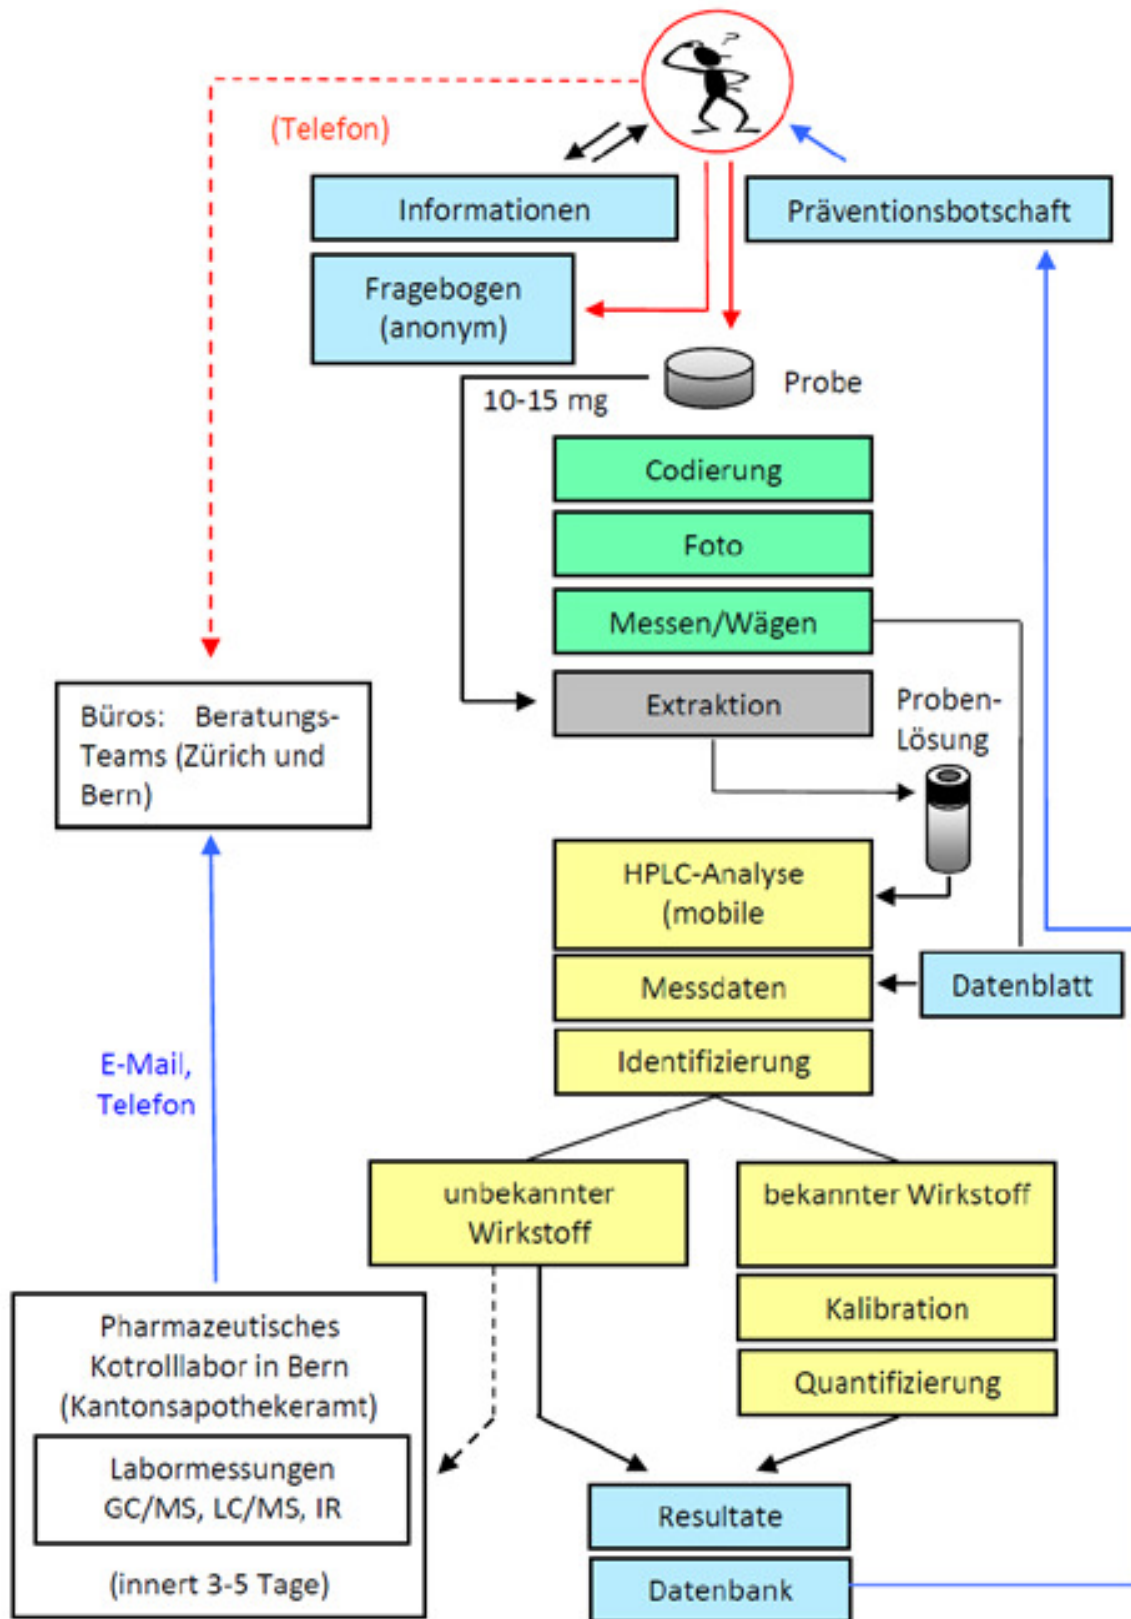 ?
(Telefon)
Informationen
Präventionsbotschaft
Fragebogen
(anonym)
10-15 mg
Probe
Codierung
Foto
Messen/Wägen
Extraktion
Proben-
Lösung
Büros: Beratungs-
Teams (Zürich und
Bern)
HPLC-Analyse
(mobile
Messdaten
Datenblatt
Identifizierung
E-Mail,
Telefon
unbekannter
Wirkstoff
bekannter Wirkstoff
Kalibration
Quantifizierung
Pharmazeutisches
Kotrolllabor in Bern
(Kantonsapothekeramt)
Labormessungen
GC/MS, LC/MS, IR
(innert 3-5 Tage)
Resultate
Datenbank